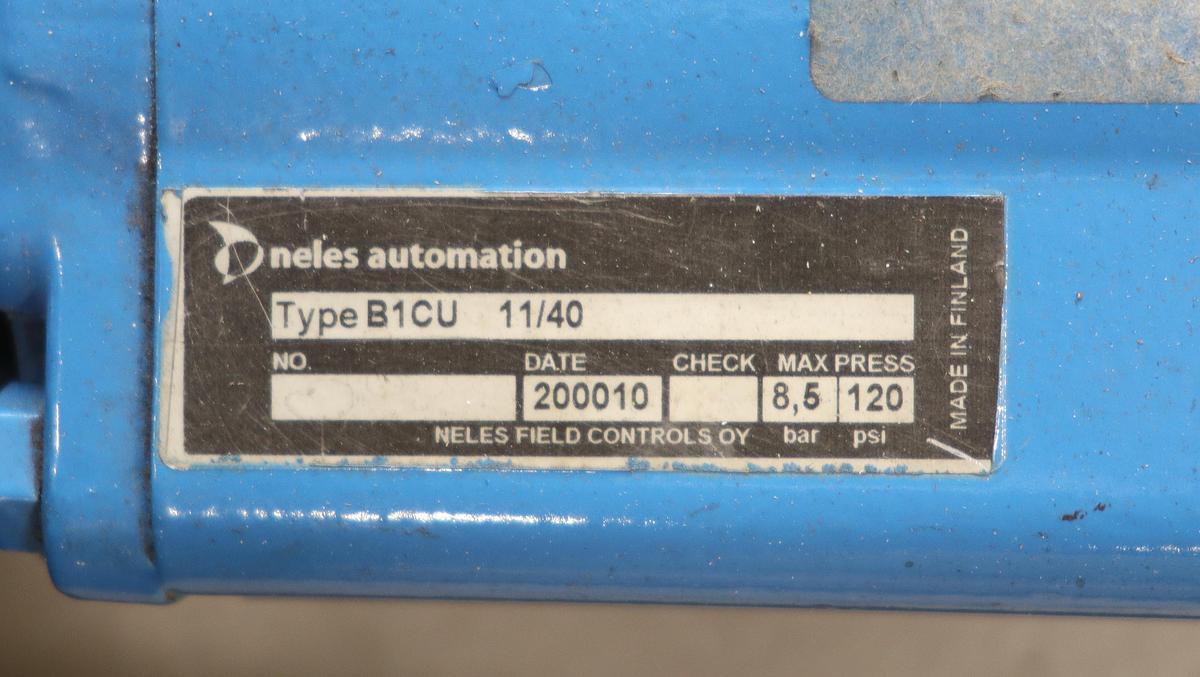 neles automation
Type B1CU 11/40
NO. DATE CHECK MAX PRESS
200010 8,5 120
NELES FIELD CONTROLS OY bar psi
MADE IN FINLAND